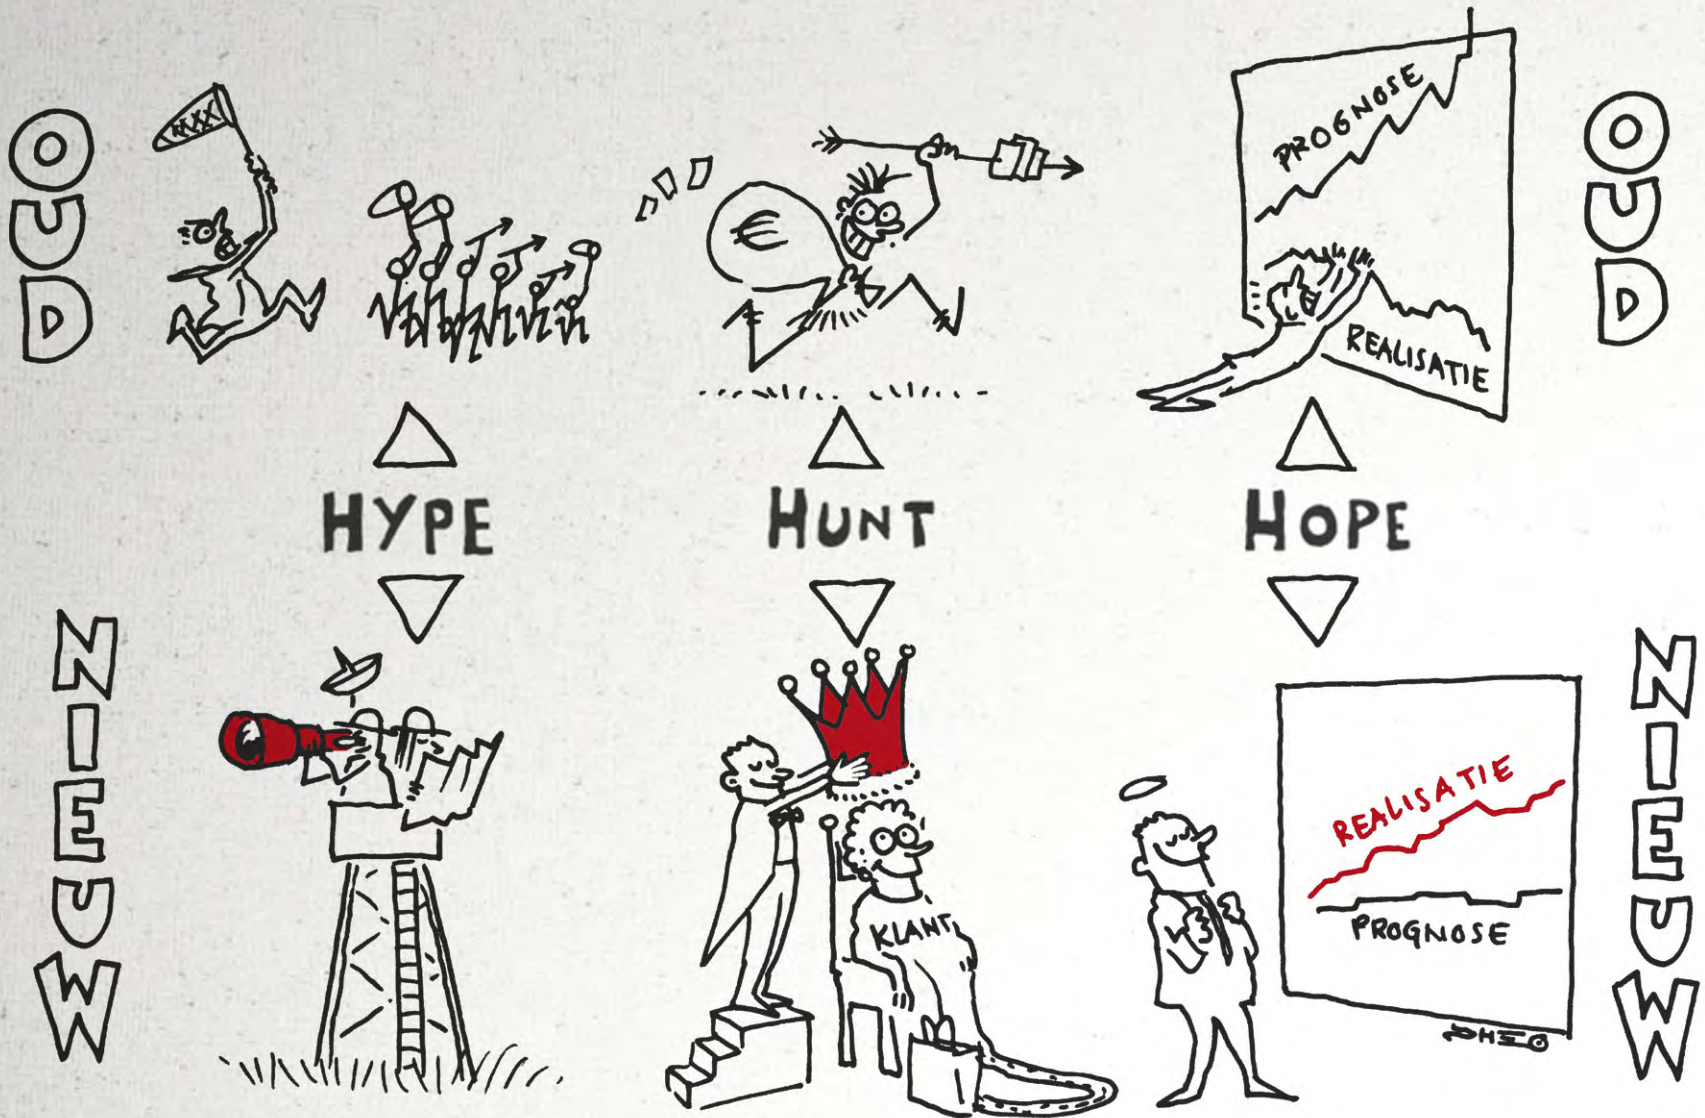 OUD
€
PROGNOSE
REALISATIE
OUD
HYPE
HUNT
HOPE
NIEUW
KLANT
REALISATIE
PROGNOSE
NIEUW